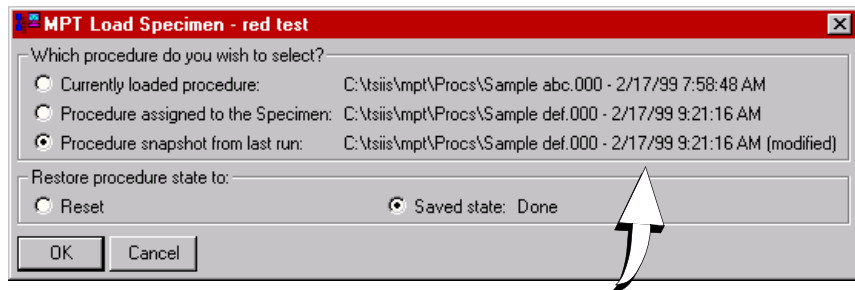 MPT Load Specimen - red test
Which procedure do you wish to select?
Currently loaded procedure: C:\tsiis\mpt\Procs\Sample abc.000 - 2/17/99 7:58:48 AM
Procedure assigned to the Specimen: C:\tsiis\mpt\Procs\Sample def.000 - 2/17/99 9:21:16 AM
Procedure snapshot from last run: C:\tsiis\mpt\Procs\Sample def.000 - 2/17/99 9:21:16 AM (modified)
Restore procedure state to:
Reset Saved state: Done
OK Cancel